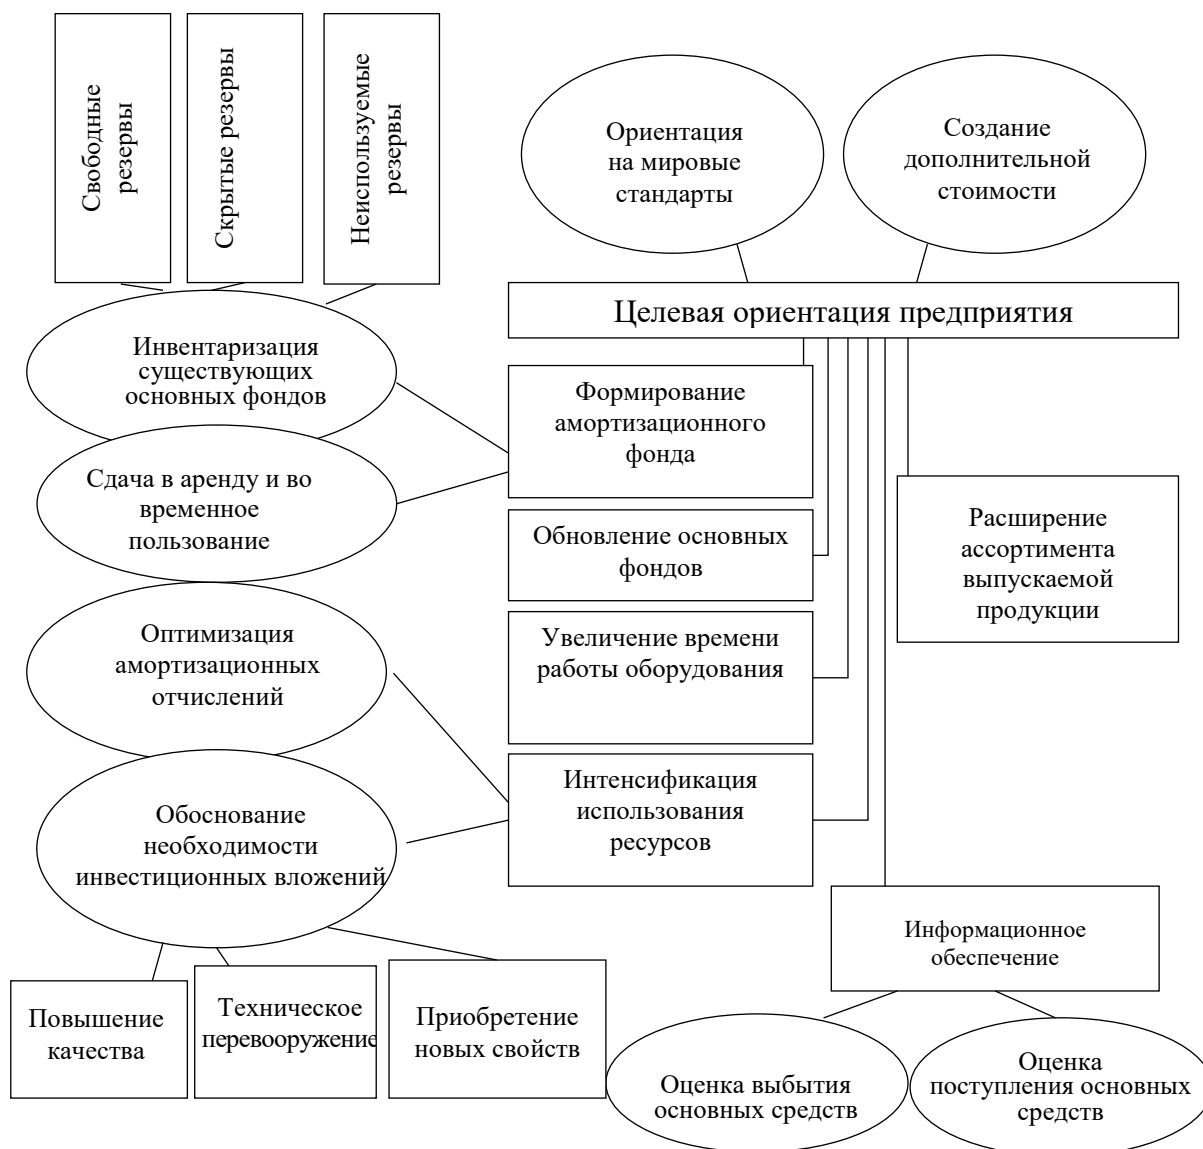 Свободные
резервы
Скрытые резервы
Неиспользуемые
резервы
Ориентация
на мировые
стандарты
Создание
дополнительной
стоимости
Целевая ориентация предприятия
Инвентаризация
существующих
основных фондов
Формирование
амортизационного
фонда
Сдача в аренду и во
временное
пользование
Обновление основных
фондов
Расширение
ассортимента
выпускаемой
продукции
Оптимизация
амортизационных
отчислений
Увеличение времени
работы оборудования
Обоснование
необходимости
инвестиционных вложений
Интенсификация
использования
ресурсов
Информационное
обеспечение
Повышение
качества
Техническое
перевооружение
Приобретение
новых свойств
Оценка выбытия
основных средств
Оценка
поступления основных
средств